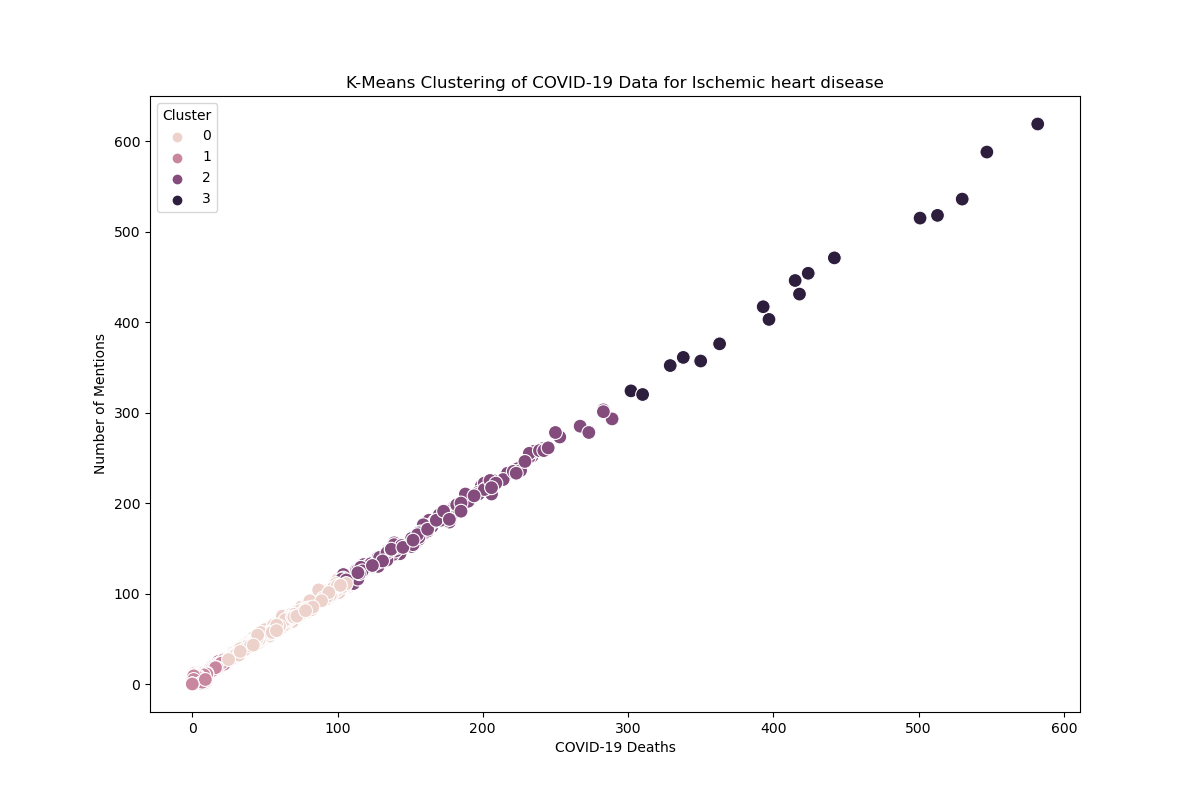 K-Means Clustering of COVID-19 Data for Ischemic heart disease
Cluster
0
1
2
3
600
500
400
300
200
100
0
Number of Mentions
0 100 200 300 400 500 600
COVID-19 Deaths